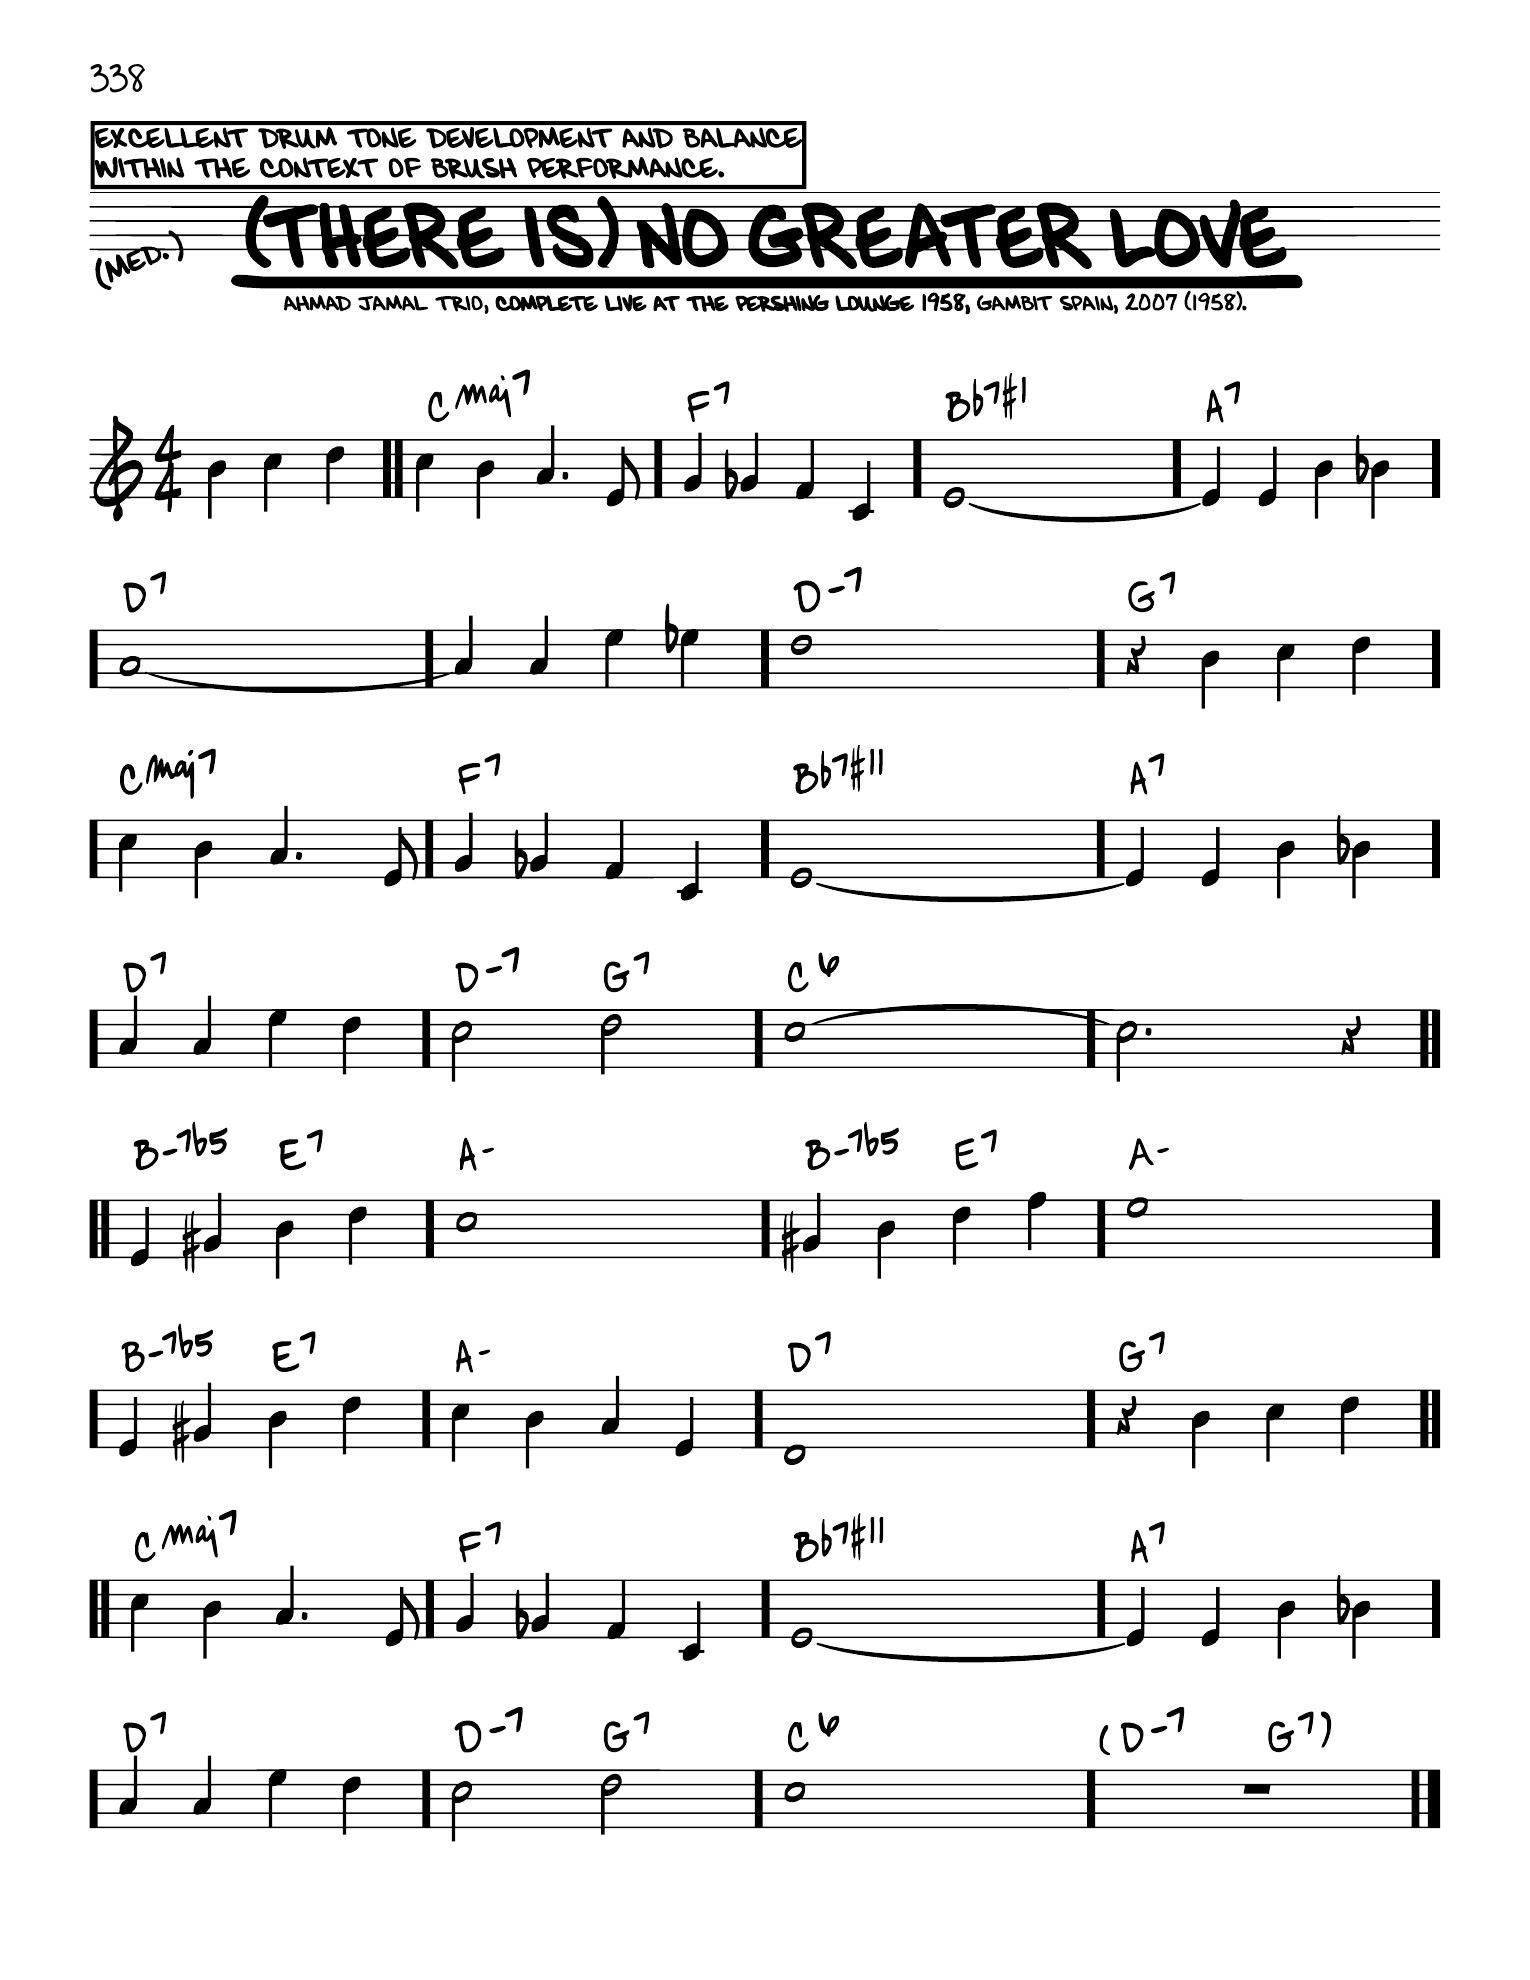 338
EXCELLENT DRUM TONE DEVELOPMENT AND BALANCE
WITHIN THE CONTEXT OF BRUSH PERFORMANCE.
(THERE IS) NO GREATER LOVE
(MED.)
AHMAD JAMAL TRIO, COMPLETE LIVE AT THE PERSHING LOUNGE 1958, GAMBIT SPAIN, 2007 (1958).
Cmaj7 F7 Bb7#1 A7
4
4
D7 D-7 G7
Cmaj7 F7 Bb7#11 A7
D7 D-7 G7 C6
B-7b5 E7 A- B-7b5 E7 A-
B-7b5 E7 A- D7 G7
Cmaj7 F7 Bb7#11 A7
D7 D-7 G7 C6 (D-7 G7)